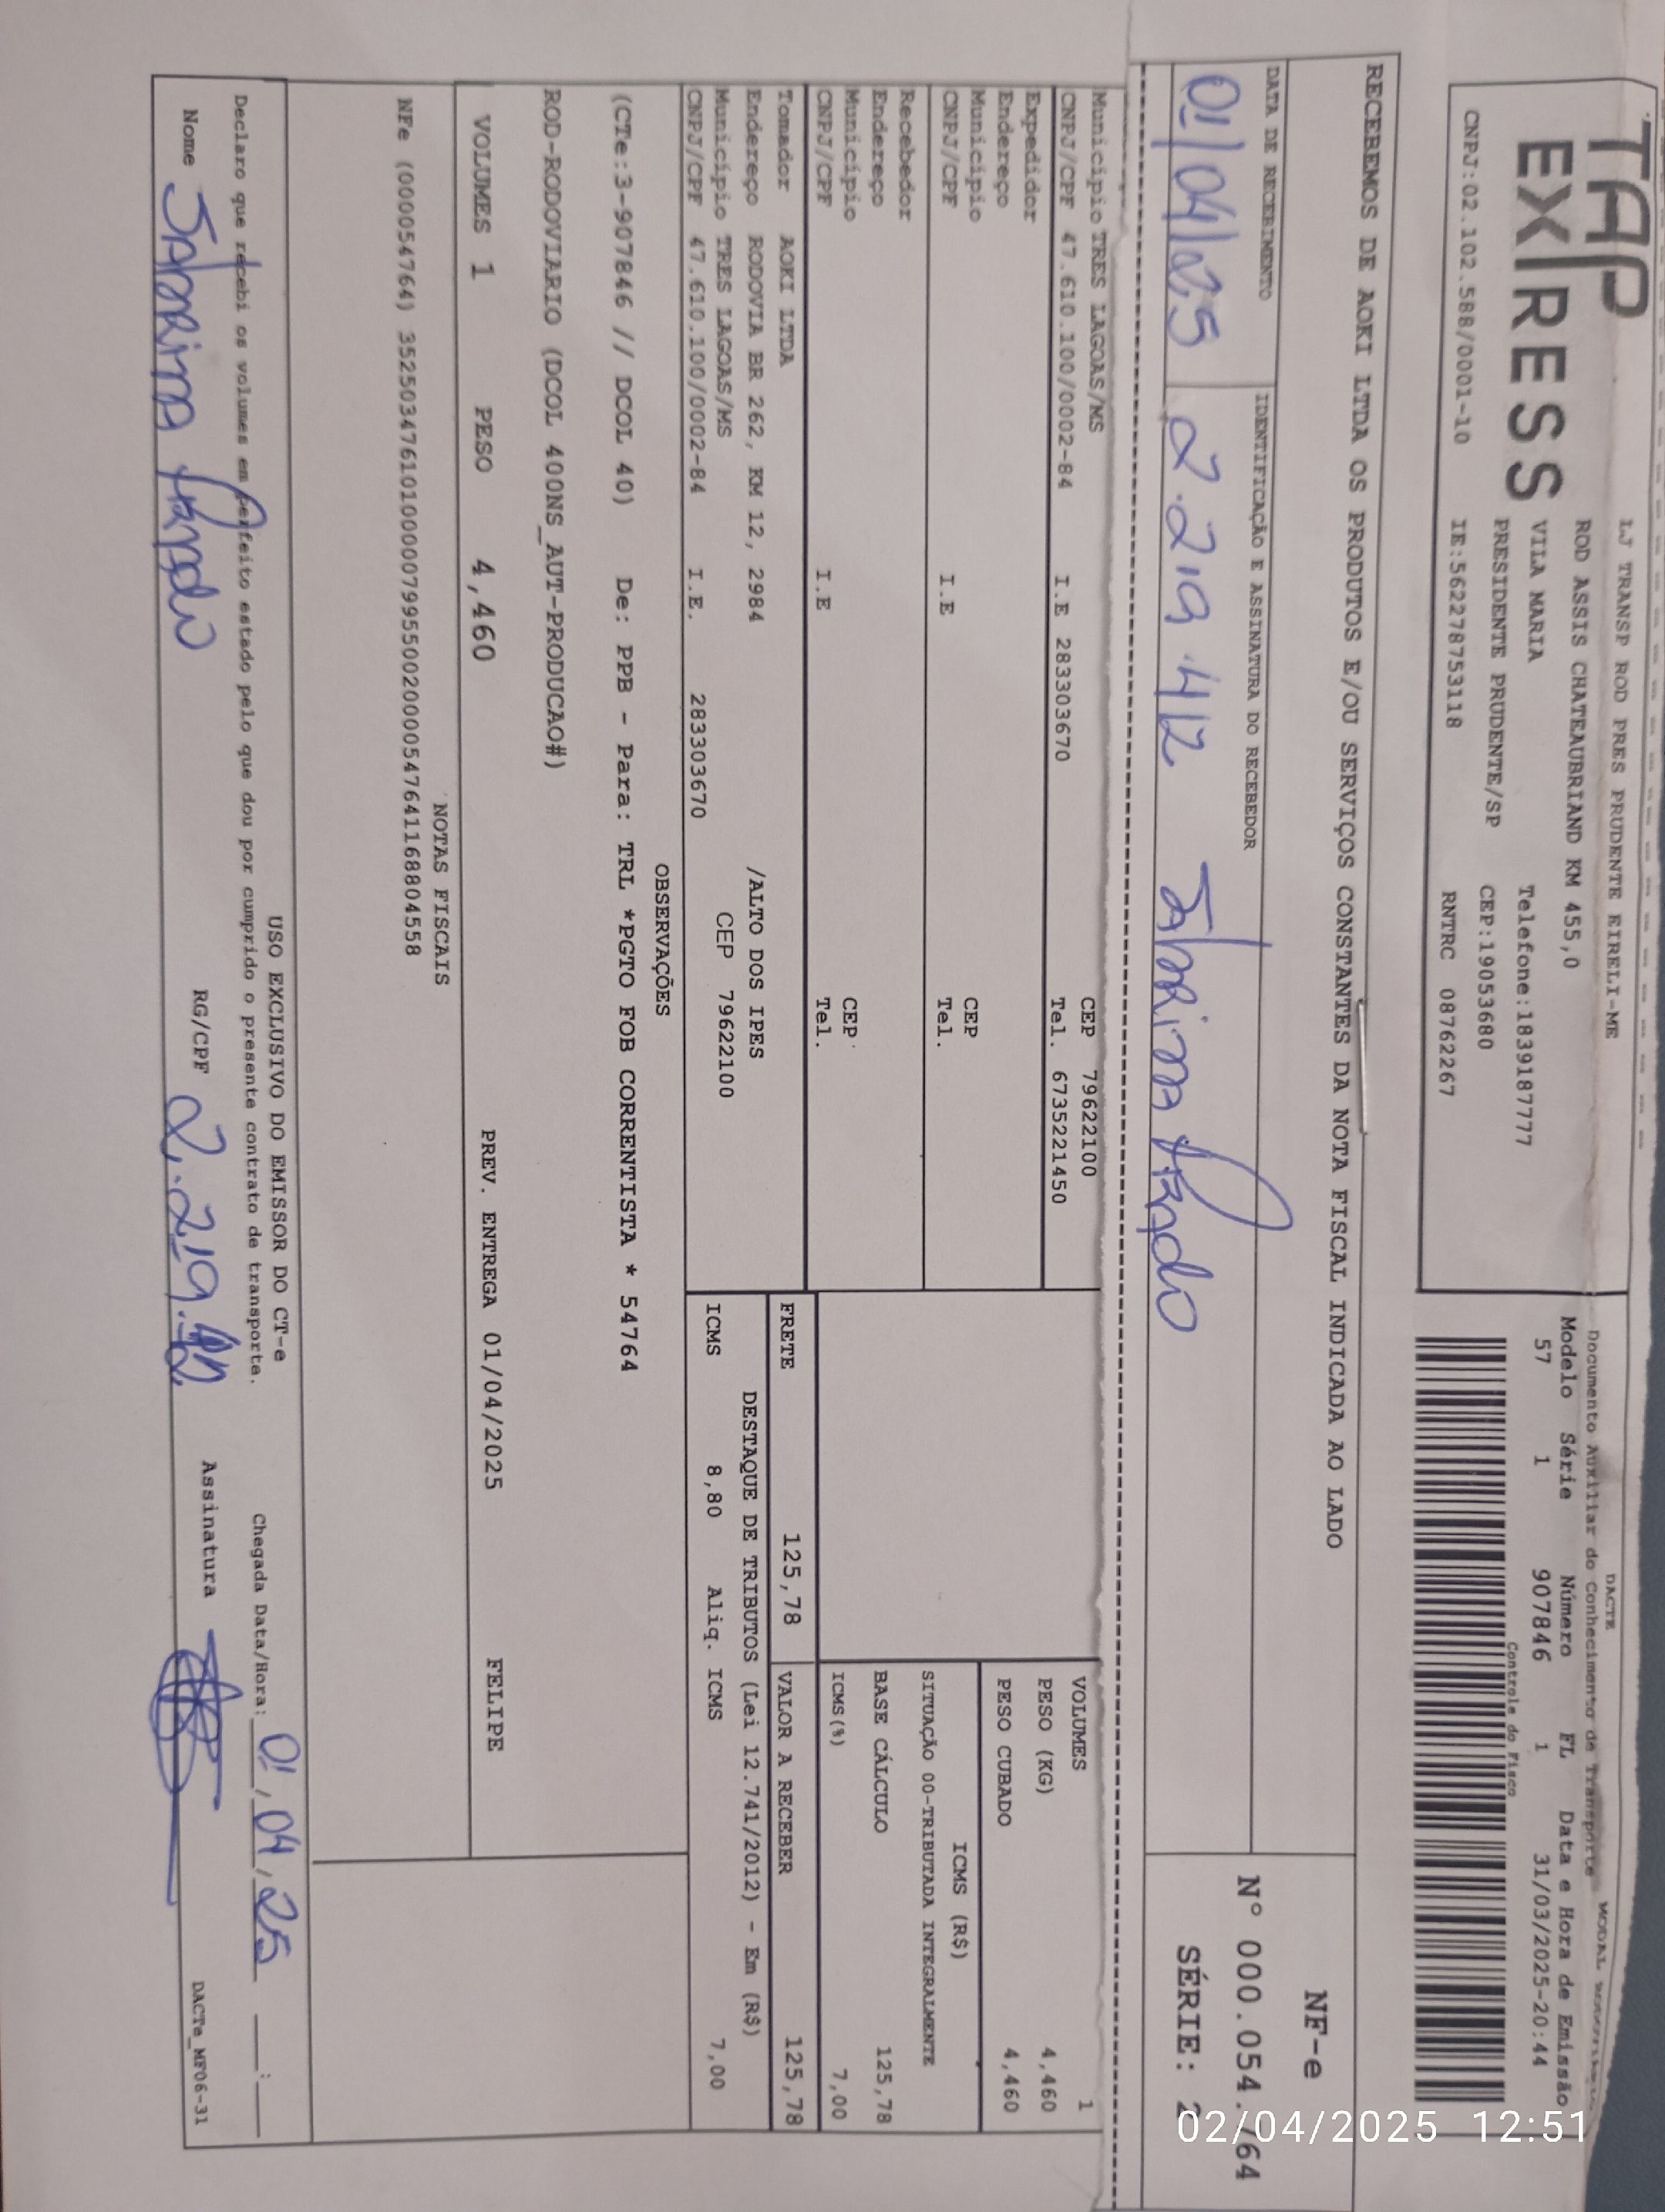 TAP
EXPRESS
CNPJ:02.102.588/0001-10
LJ TRANSP ROD PRES PRUDENTE EIRELI-ME
ROD ASSIS CHATEAUBRIAND KM 455,0
VILA MARIA Telefone:1839187777
PRESIDENTE PRUDENTE/SP CEP:19053680
IE:562278753118 RNTRC 08762267
DACTE
Documento Auxiliar do Conhecimento de Transporte
MODAL
Modelo Série Número FL Data e Hora de Emissão
57 1 907846 1 31/03/2025-20:44
Controle do Fisco
RECEBEMOS DE AOKI LTDA OS PRODUTOS E/OU SERVIÇOS CONSTANTES DA NOTA FISCAL INDICADA AO LADO
DATA DE RECEBIMENTO IDENTIFICAÇÃO E ASSINATURA DO RECEBEDOR
01/04/25 2.219.412 Sabrina Prado
NF-e
Nº 000.054.764
SÉRIE: 2
Município TRES LAGOAS/MS CEP 79622100
CNPJ/CPF 47.610.100/0002-84 I.E 283303670 Tel. 6735221450
Expedidor
Endereço
Município CEP
CNPJ/CPF I.E Tel.
Recebedor
Endereço
Município CEP
CNPJ/CPF I.E Tel.
VOLUMES 1
PESO (KG) 4,460
PESO CUBADO 4,460
ICMS (R$)
SITUAÇÃO 00-TRIBUTADA INTEGRALMENTE
BASE CÁLCULO 125,78
ICMS(%) 7,00
Tomador AOKI LTDA
Endereço RODOVIA BR 262, KM 12, 2984 /ALTO DOS IPES
Município TRES LAGOAS/MS CEP 79622100
CNPJ/CPF 47.610.100/0002-84 I.E. 283303670
FRETE 125,78 VALOR A RECEBER 125,78
DESTAQUE DE TRIBUTOS (Lei 12.741/2012) - Em (R$)
ICMS 8,80 Aliq. ICMS 7,00
OBSERVAÇÕES
(CTe:3-907846 // DCOL 40) De: PPB - Para: TRL *PGTO FOB CORRENTISTA * 54764
ROD-RODOVIARIO (DCOL 40ONS_AUT-PRODUCAO#)
VOLUMES 1 PESO 4,460 PREV. ENTREGA 01/04/2025 FELIPE
NOTAS FISCAIS
NFe (000054764) 35250347610100000799550020000547641168804558
USO EXCLUSIVO DO EMISSOR DO CT-e
Declaro que recebi os volumes em perfeito estado pelo que dou por cumprido o presente contrato de transporte.
Chegada Data/Hora: 01/04/25 __:__
Nome Sabrina Prado RG/CPF 2.219. Assinatura
DACTe_MF06-31
02/04/2025 12:51